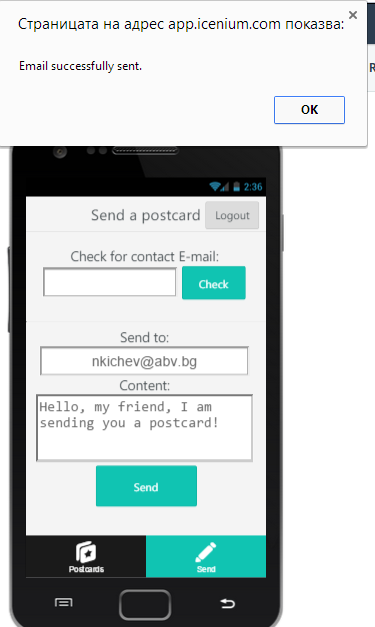 Страницата на адрес app.icenium.com показва:
Email successfully sent.
OK
R
2:36
Send a postcard
Logout
Check for contact E-mail:
Check
Send to:
nkichev@abv.bg
Content:
Hello, my friend, I am
sending you a postcard!
Send
Postcards
Send